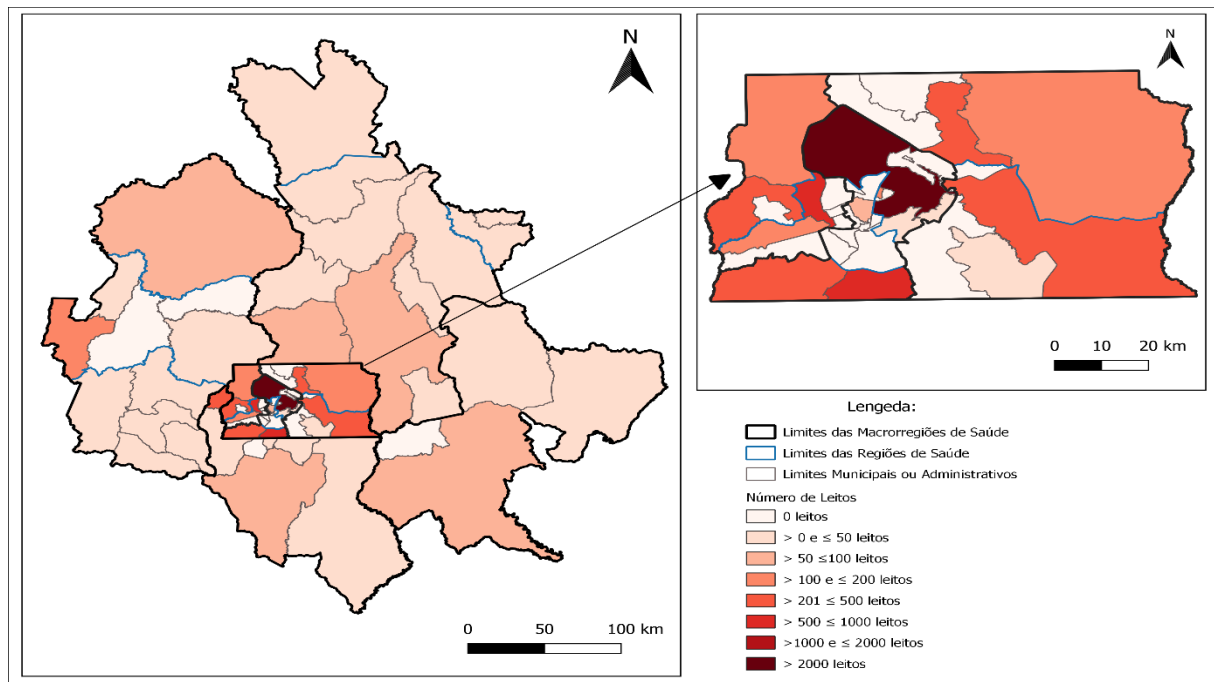 N
0 50 100 km
N
0 10 20 km
Lengeda:
Limites das Macrorregiões de Saúde
Limites das Regiões de Saúde
Limites Municipais ou Administrativos
Número de Leitos
0 leitos
> 0 e ≤ 50 leitos
> 50 ≤100 leitos
> 100 e ≤ 200 leitos
> 201 ≤ 500 leitos
> 500 ≤ 1000 leitos
>1000 e ≤ 2000 leitos
> 2000 leitos